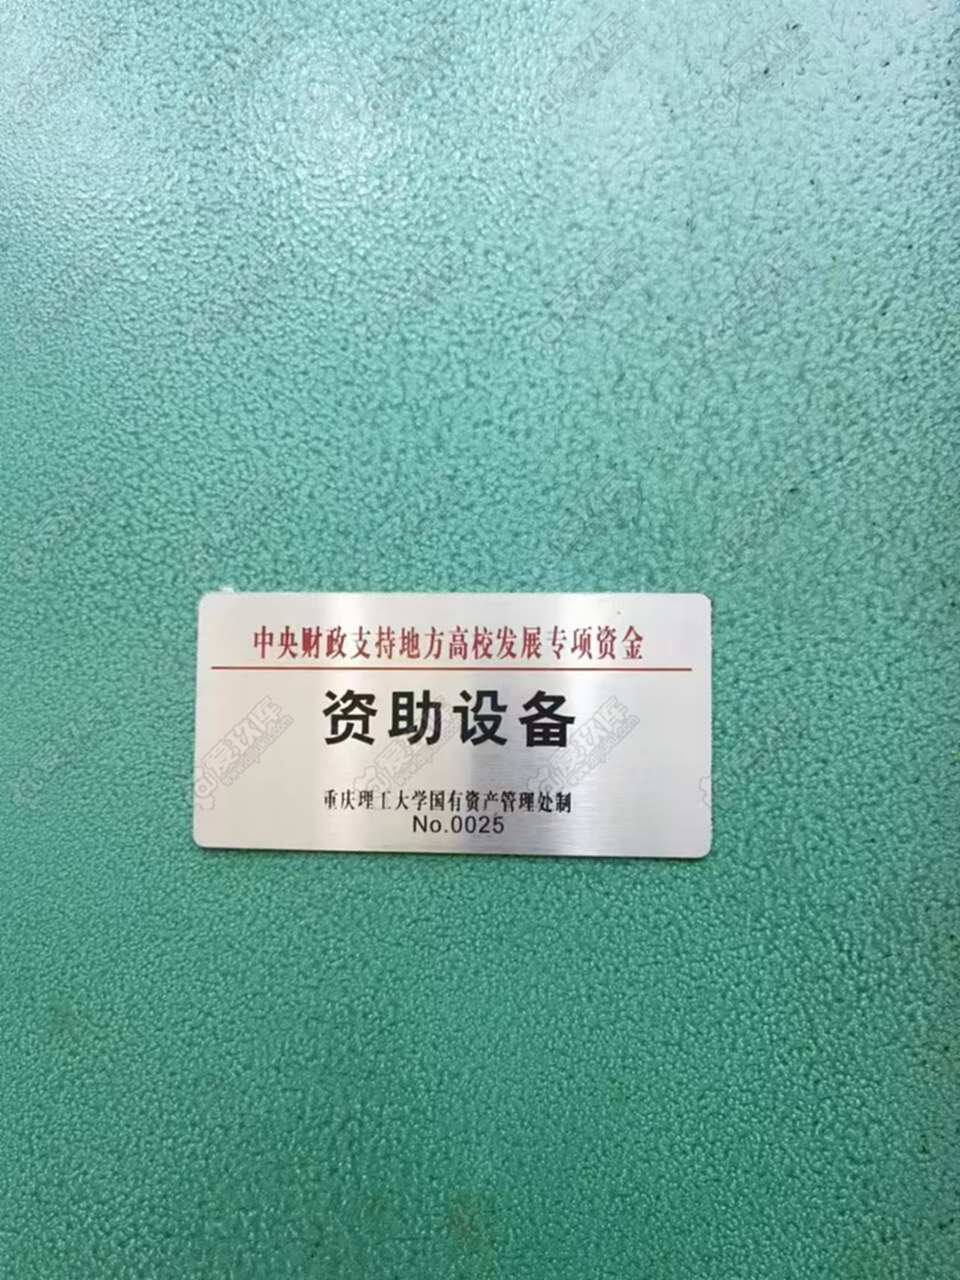 中央财政支持地方高校发展专项资金
资助设备
重庆理工大学国有资产管理处制
No.0025